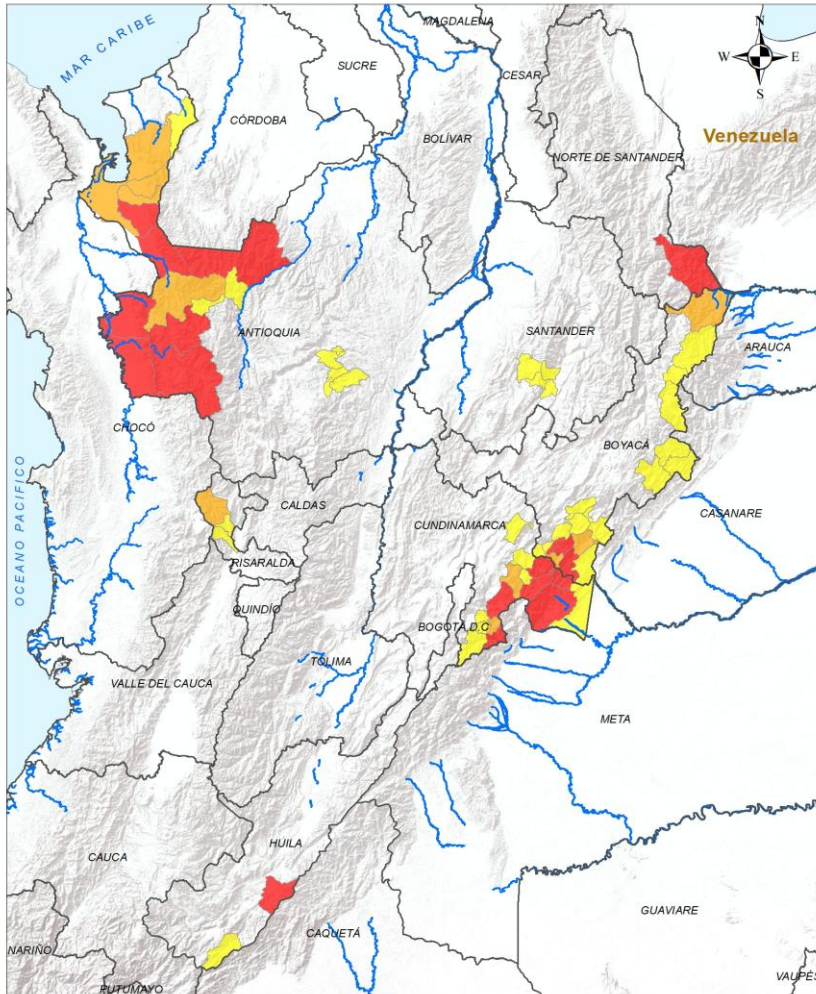 MAGDALENA
MAR CARIBE
N
W E
S
SUCRE
CESAR
CÓRDOBA
BOLÍVAR
Venezuela
NORTE DE SANTANDER
ANTIOQUIA
SANTANDER
ARAUCA
CHOCÓ
BOYACÁ
OCEANO PACIFICO
CALDAS
CUNDINAMARCA
CASANARE
RISARALDA
QUINDÍO
BOGOTÁ D.C
TOLIMA
VALLE DEL CAUCA
META
HUILA
CAUCA
GUAVIARE
CAQUETÁ
NARIÑO
PUTUMAYO
VAUPÉS